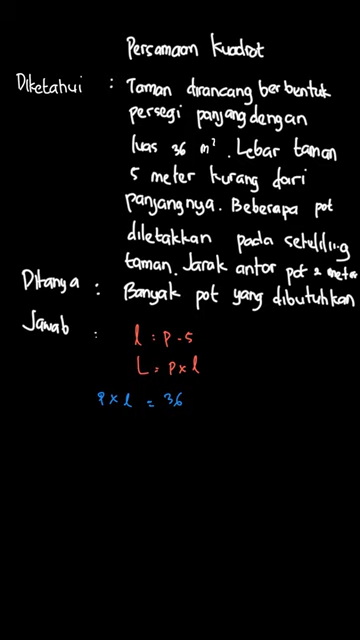 Persamaan Kuadrat
Diketahui : Taman dirancang berbentuk
persegi panjang dengan
luas 36 m². Lebar taman
5 meter kurang dari
panjangnya. Beberapa pot
diletakkan pada sekeliling
taman. Jarak antar pot 2 meter
Ditanya : Banyak pot yang dibutuhkan
Jawab :
l = P - 5
L = P x l
P x l = 36